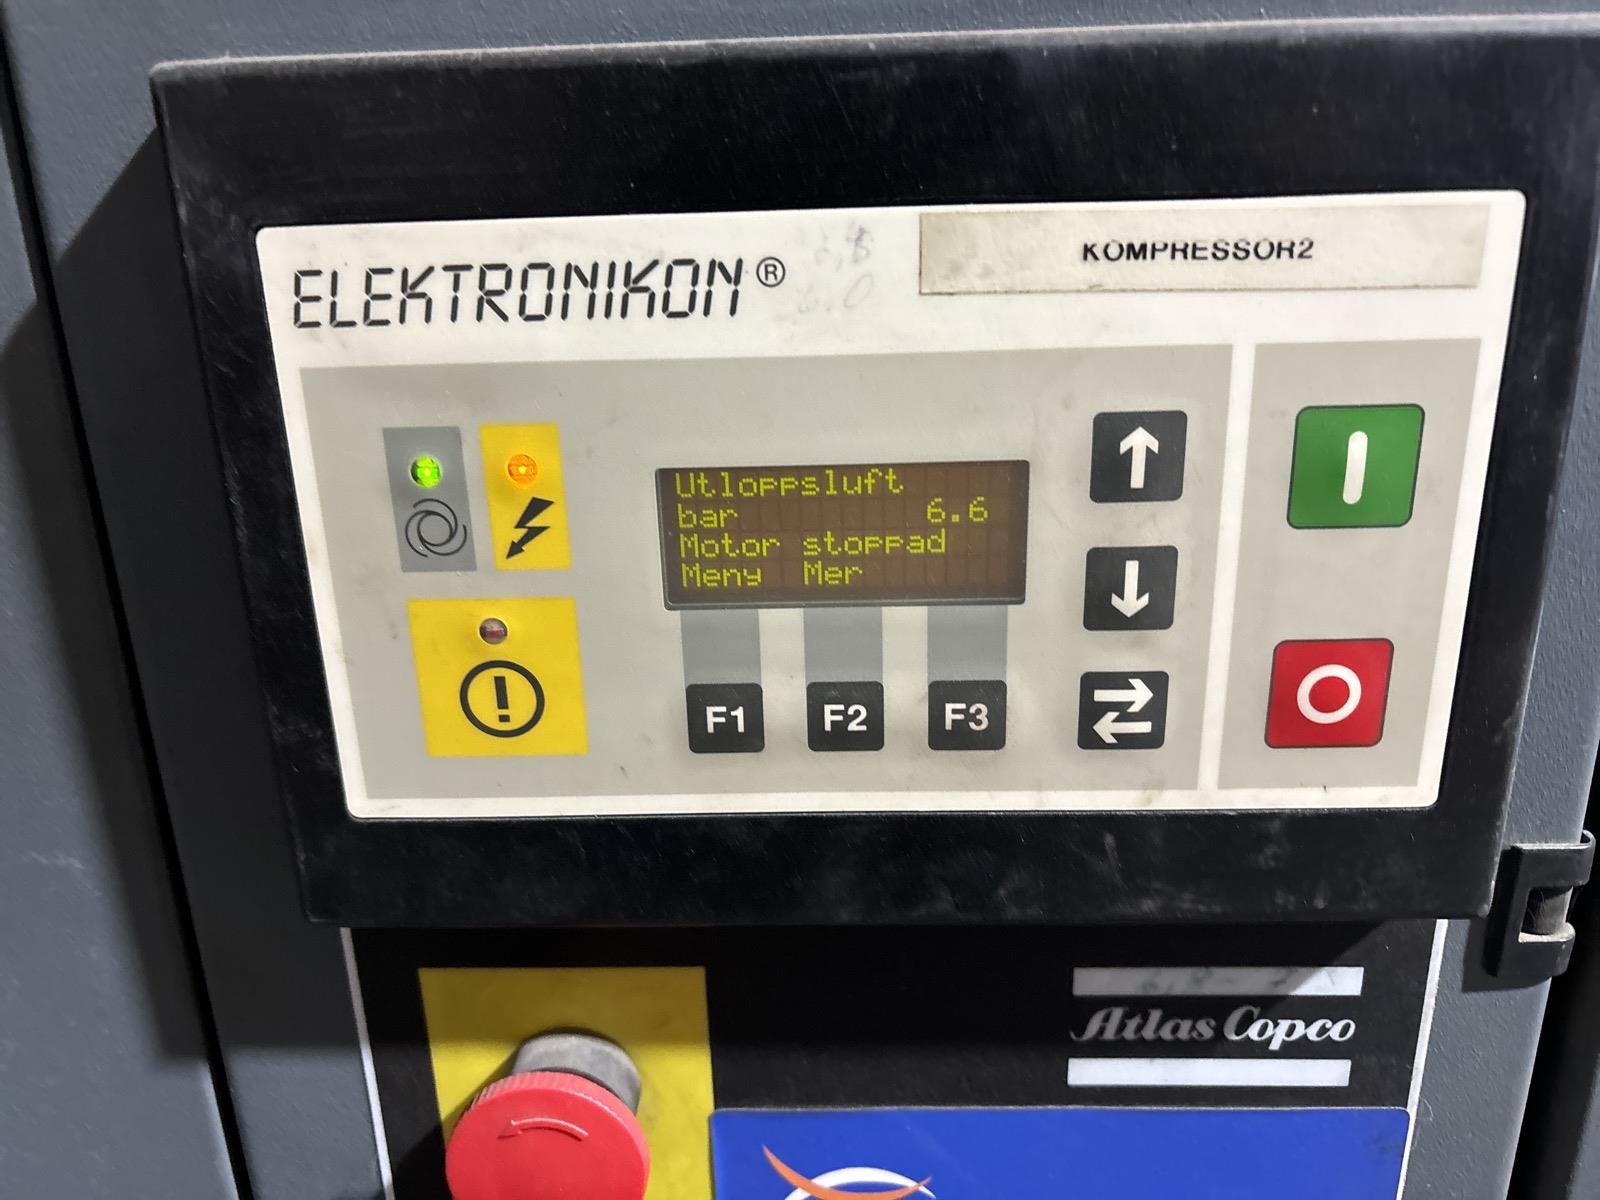 ELEKTRONIKON®
KOMPRESSOR2
Utloppsluft
bar 6.6
Motor stoppad
Meny Mer
F1 F2 F3
Atlas Copco